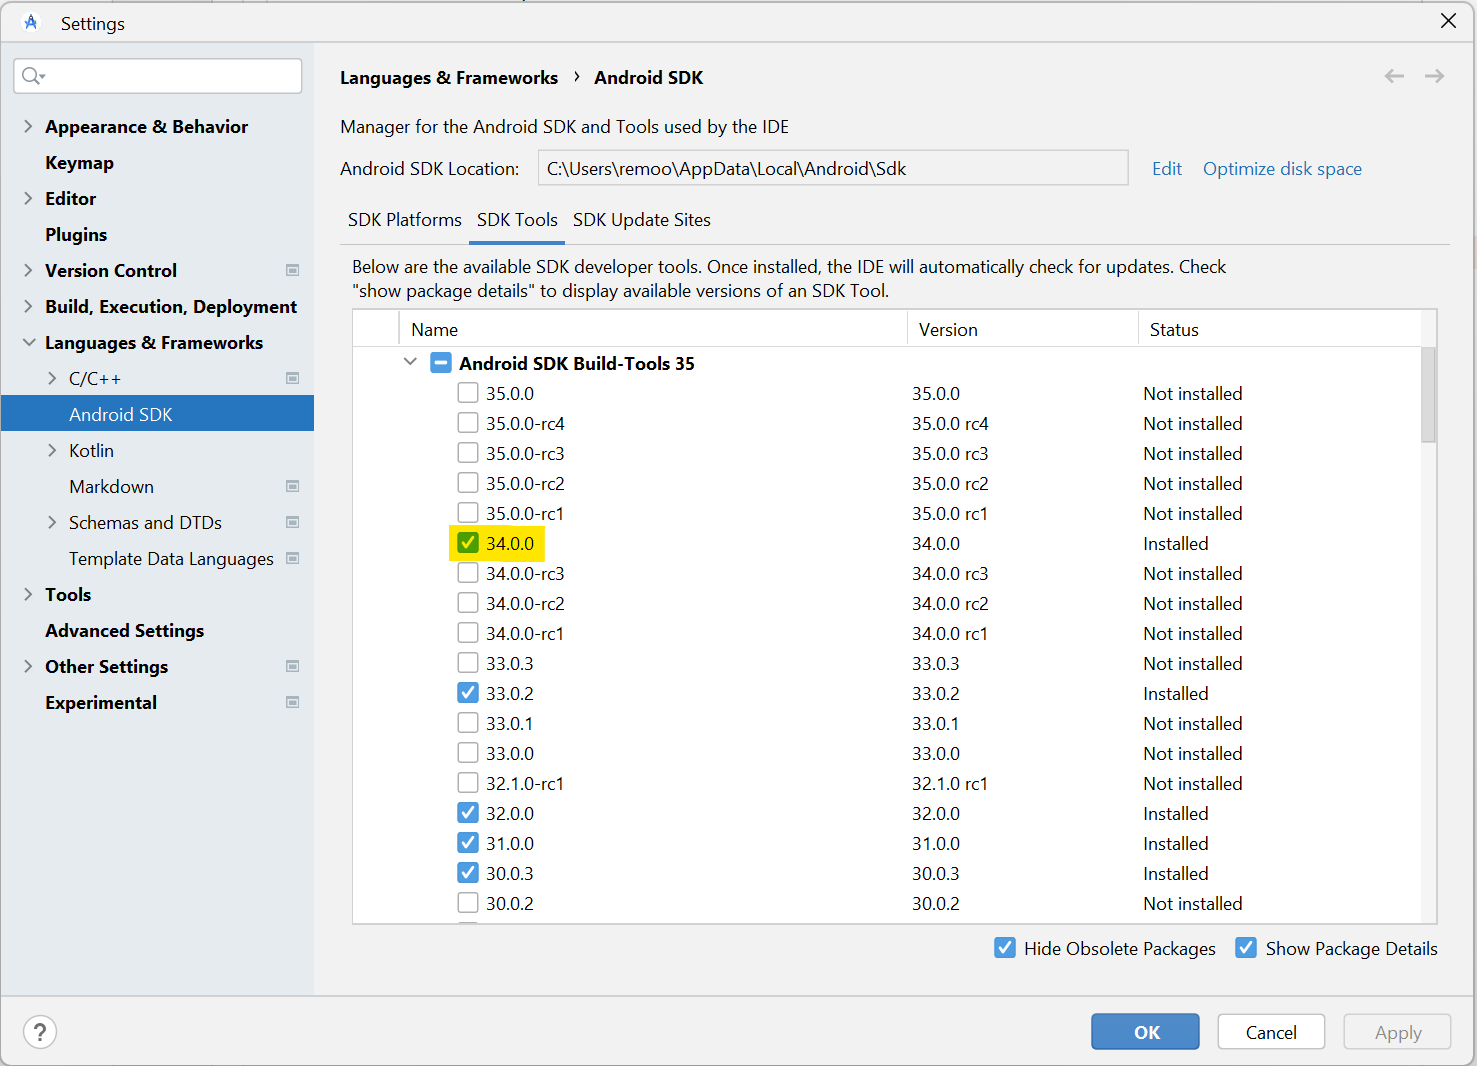 Settings
Appearance & Behavior
Keymap
Editor
Plugins
Version Control
Build, Execution, Deployment
Languages & Frameworks
C/C++
Android SDK
Kotlin
Markdown
Schemas and DTDs
Template Data Languages
Tools
Advanced Settings
Other Settings
Experimental
Languages & Frameworks › Android SDK
Manager for the Android SDK and Tools used by the IDE
Android SDK Location: C:\Users\remoo\AppData\Local\Android\Sdk Edit Optimize disk space
SDK Platforms SDK Tools SDK Update Sites
Below are the available SDK developer tools. Once installed, the IDE will automatically check for updates. Check
"show package details" to display available versions of an SDK Tool.
Name Version Status
Android SDK Build-Tools 35
35.0.0 35.0.0 Not installed
35.0.0-rc4 35.0.0 rc4 Not installed
35.0.0-rc3 35.0.0 rc3 Not installed
35.0.0-rc2 35.0.0 rc2 Not installed
35.0.0-rc1 35.0.0 rc1 Not installed
34.0.0 34.0.0 Installed
34.0.0-rc3 34.0.0 rc3 Not installed
34.0.0-rc2 34.0.0 rc2 Not installed
34.0.0-rc1 34.0.0 rc1 Not installed
33.0.3 33.0.3 Not installed
33.0.2 33.0.2 Installed
33.0.1 33.0.1 Not installed
33.0.0 33.0.0 Not installed
32.1.0-rc1 32.1.0 rc1 Not installed
32.0.0 32.0.0 Installed
31.0.0 31.0.0 Installed
30.0.3 30.0.3 Installed
30.0.2 30.0.2 Not installed
Hide Obsolete Packages Show Package Details
? OK Cancel Apply